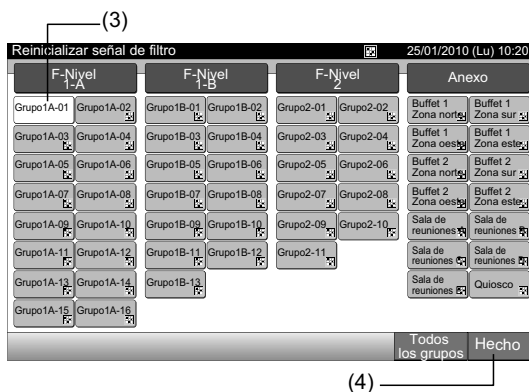 (3)
Reinicializar señal de filtro 25/01/2010 (Lu) 10:20
F-Nivel
1-A
F-Nivel
1-B
F-Nivel
2
Anexo
Grupo1A-01 Grupo1A-02 Grupo1B-01 Grupo1B-02 Grupo2-01 Grupo2-02 Buffet 1 Zona norte Buffet 1 Zona sur
Grupo1A-03 Grupo1A-04 Grupo1B-03 Grupo1B-04 Grupo2-03 Grupo2-04 Buffet 1 Zona oeste Buffet 1 Zona este
Grupo1A-05 Grupo1A-06 Grupo1B-05 Grupo1B-06 Grupo2-05 Grupo2-06 Buffet 2 Zona norte Buffet 2 Zona sur
Grupo1A-07 Grupo1A-08 Grupo1B-07 Grupo1B-08 Grupo2-07 Grupo2-08 Buffet 2 Zona oeste Buffet 2 Zona este
Grupo1A-09 Grupo1A-10 Grupo1B-09 Grupo1B-10 Grupo2-09 Grupo2-10 Sala de reuniones Sala de reuniones
Grupo1A-11 Grupo1A-12 Grupo1B-11 Grupo1B-12 Grupo2-11 Sala de reuniones Sala de reuniones
Grupo1A-13 Grupo1A-14 Grupo1B-13 Sala de reuniones Quiosco
Grupo1A-15 Grupo1A-16
Todos
los grupos
Hecho
(4)